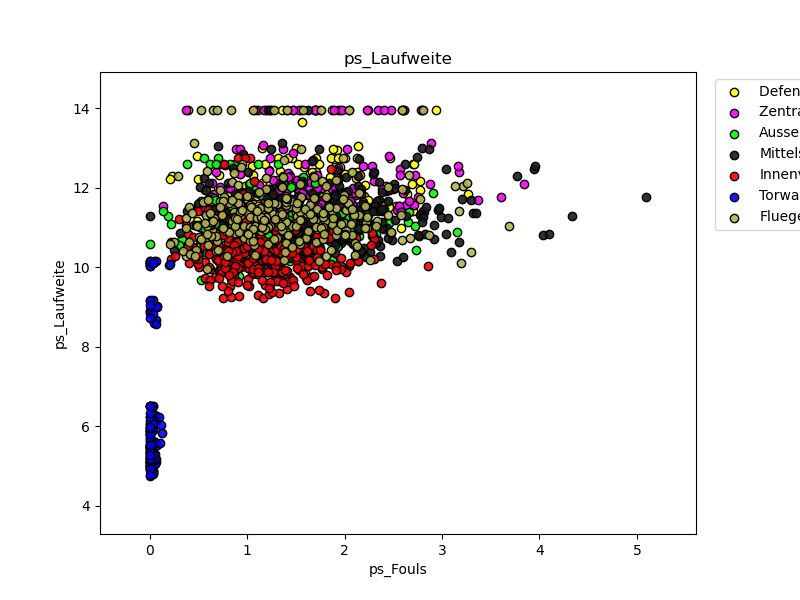 ps_Laufweite
14
12
10
8
6
4
ps_Laufweite
0 1 2 3 4 5
ps_Fouls
Defen
Zentra
Ausse
Mittels
Innenv
Torwa
Fluege